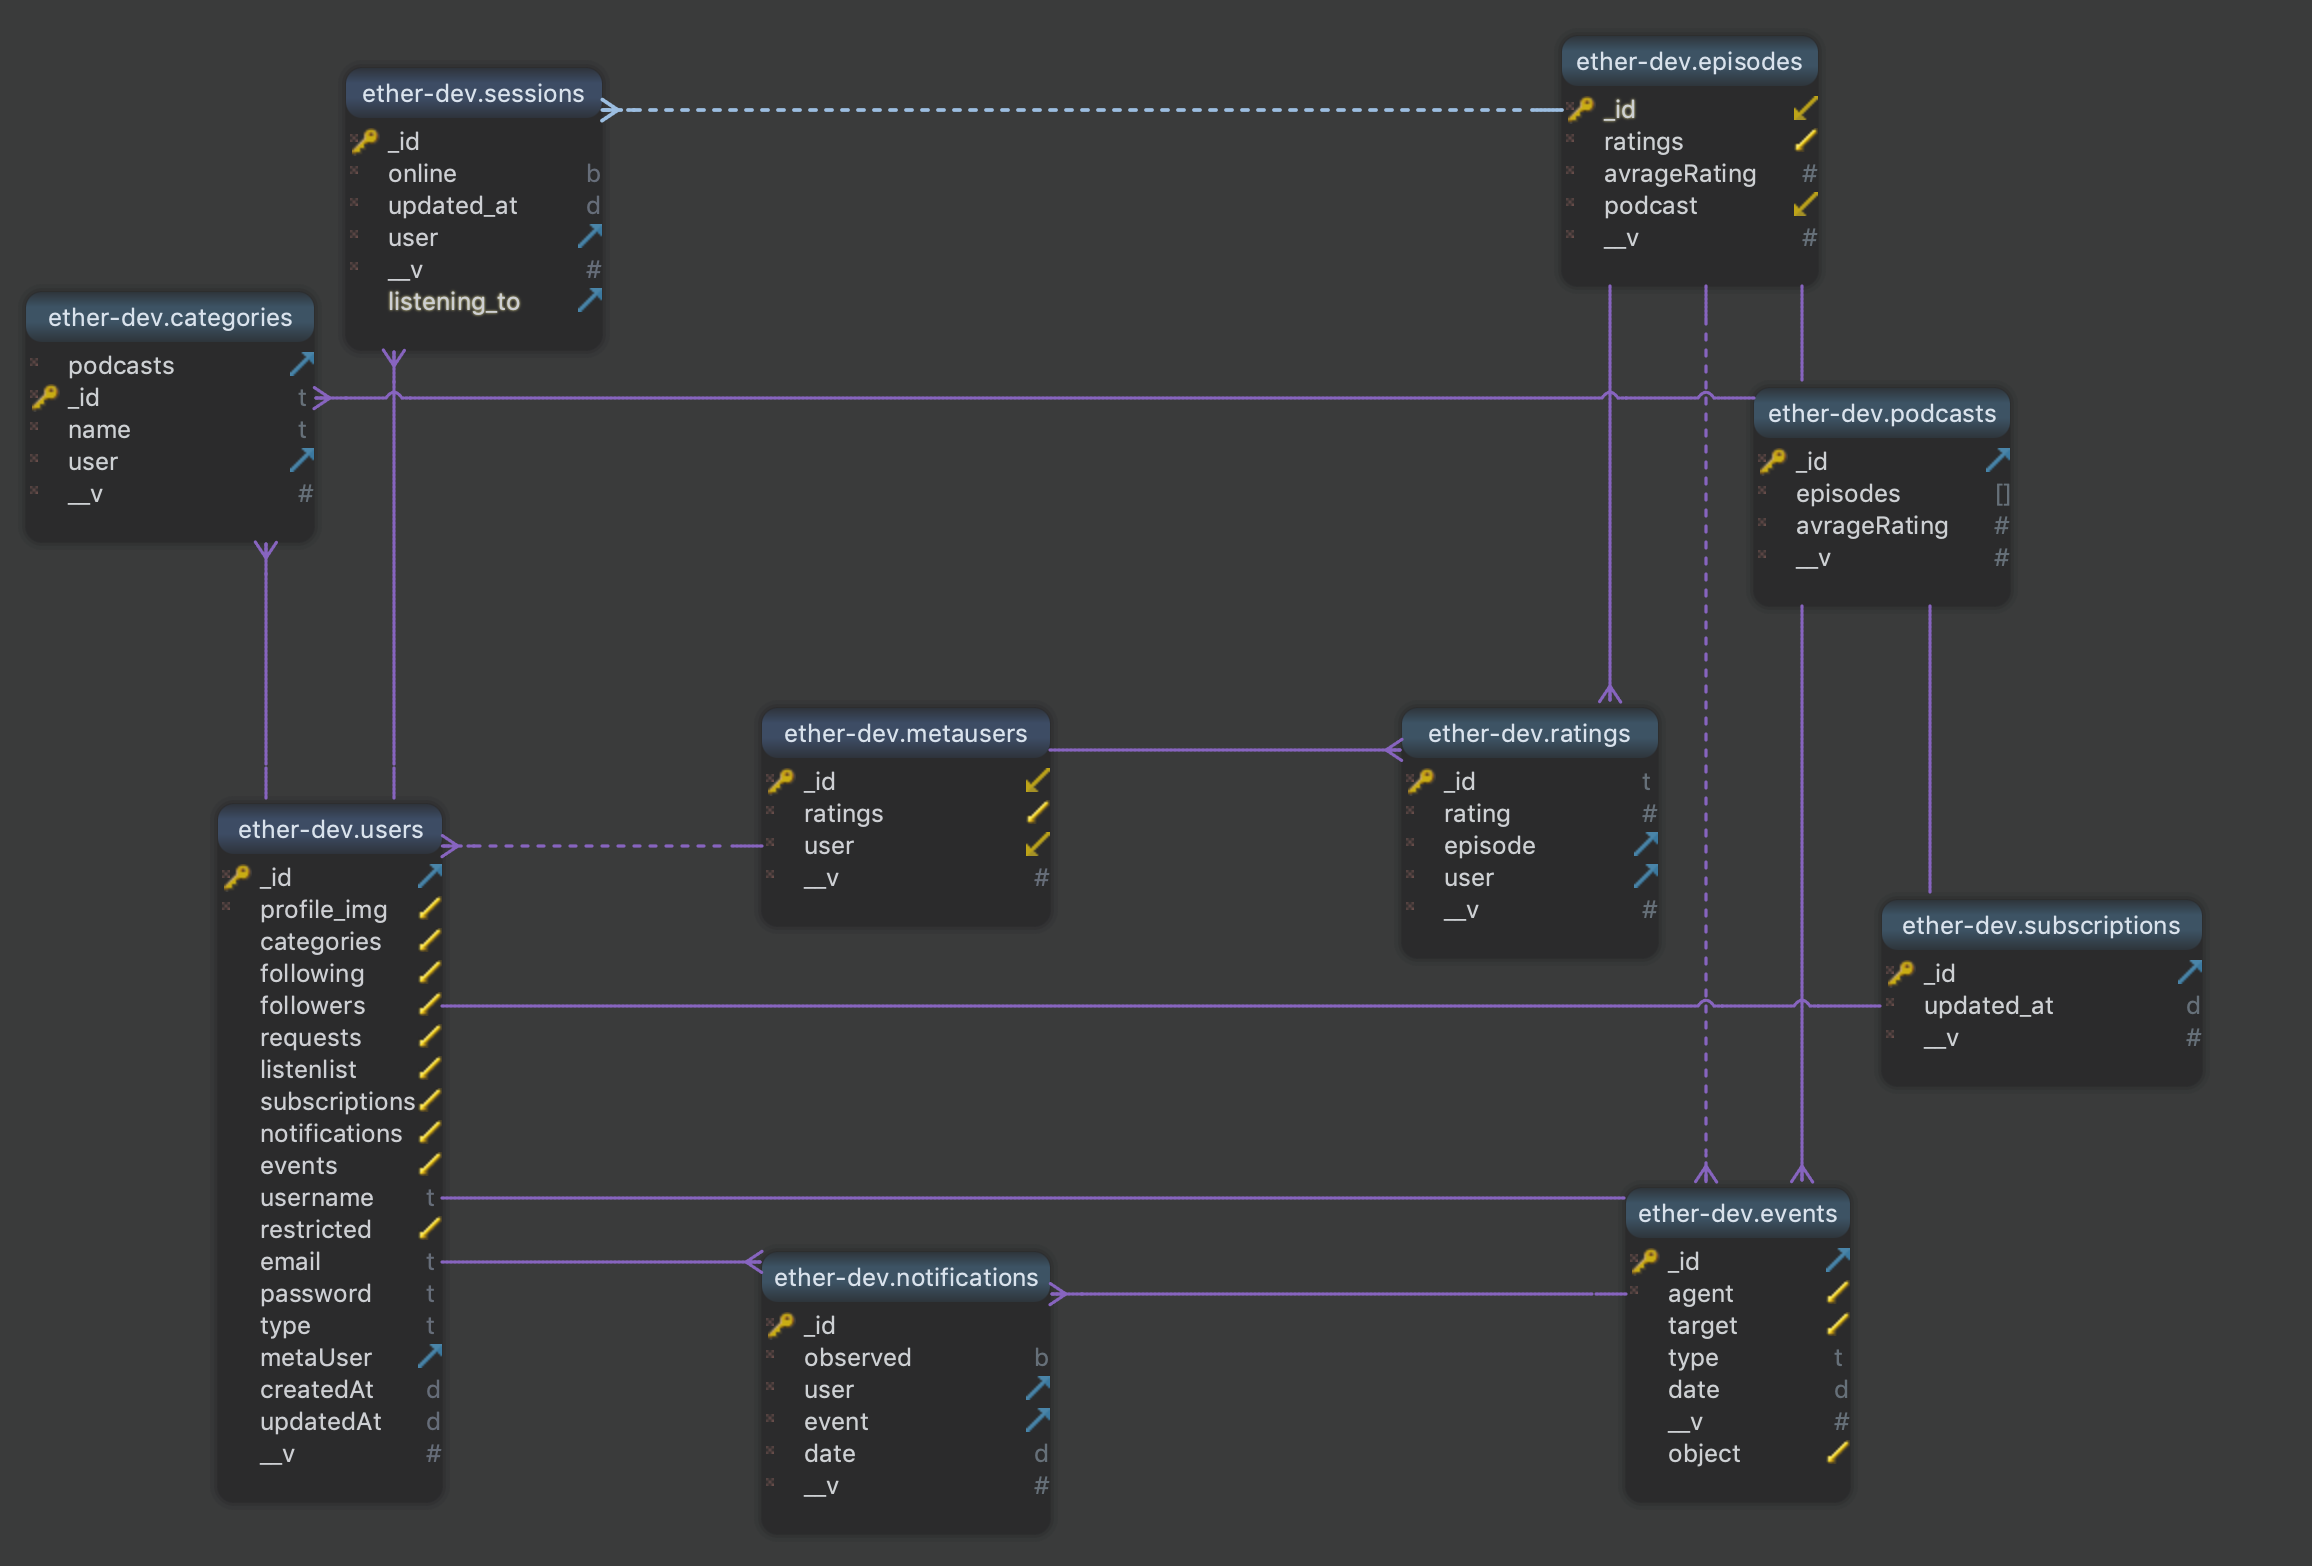 ether-dev.sessions
_id
online b
updated_at d
user
__v #
listening_to
ether-dev.episodes
_id
ratings
avrageRating #
podcast
__v #
ether-dev.categories
podcasts
_id t
name t
user
__v #
ether-dev.podcasts
_id
episodes []
avrageRating #
__v #
ether-dev.metausers
_id
ratings
user
__v #
ether-dev.ratings
_id t
rating #
episode
user
__v #
ether-dev.users
_id
profile_img
categories
following
followers
requests
listenlist
subscriptions
notifications
events
username t
restricted
email t
password t
type t
metaUser
createdAt d
updatedAt d
__v #
ether-dev.subscriptions
_id
updated_at d
__v #
ether-dev.notifications
_id
observed b
user
event
date d
__v #
ether-dev.events
_id
agent
target
type t
date d
__v #
object